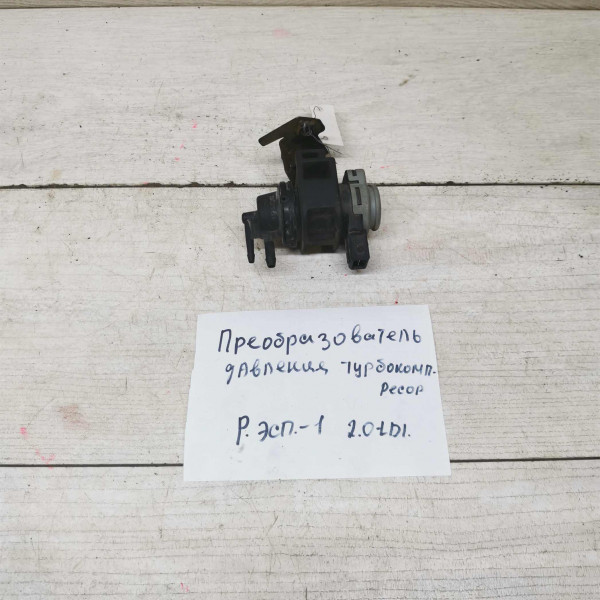 Преобразователь
давления турбокомп-
ресор
Р. эсп.-1 2.0 tDi.